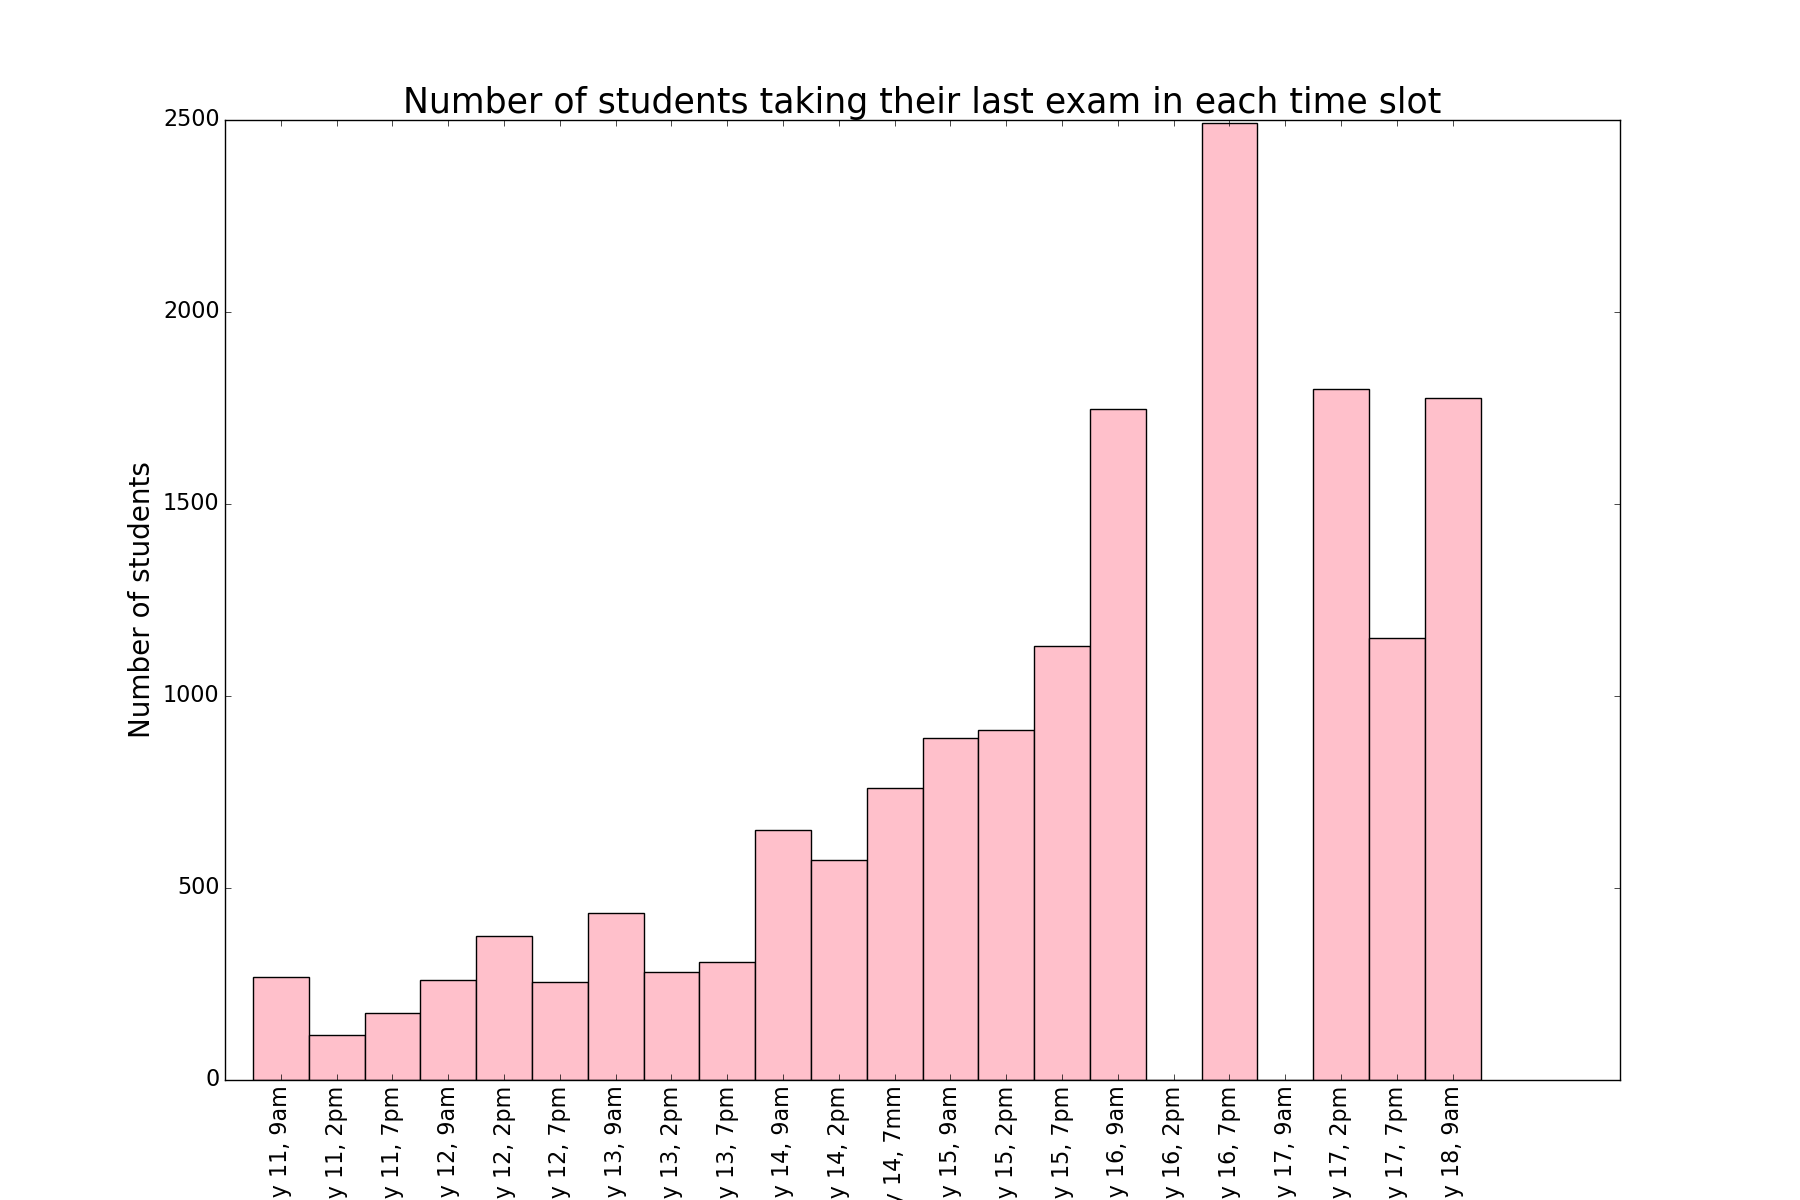 Number of students taking their last exam in each time slot
Number of students
2500
2000
1500
1000
500
0
y 11, 9am
y 11, 2pm
y 11, 7pm
y 12, 9am
y 12, 2pm
y 12, 7pm
y 13, 9am
y 13, 2pm
y 13, 7pm
y 14, 9am
y 14, 2pm
y 14, 7mm
y 15, 9am
y 15, 2pm
y 15, 7pm
y 16, 9am
y 16, 2pm
y 16, 7pm
y 17, 9am
y 17, 2pm
y 17, 7pm
y 18, 9am